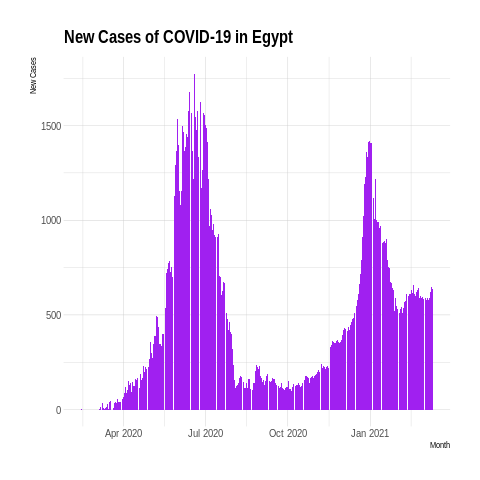 New Cases of COVID-19 in Egypt
New Cases
1500
1000
500
0
Apr 2020 Jul 2020 Oct 2020 Jan 2021
Month